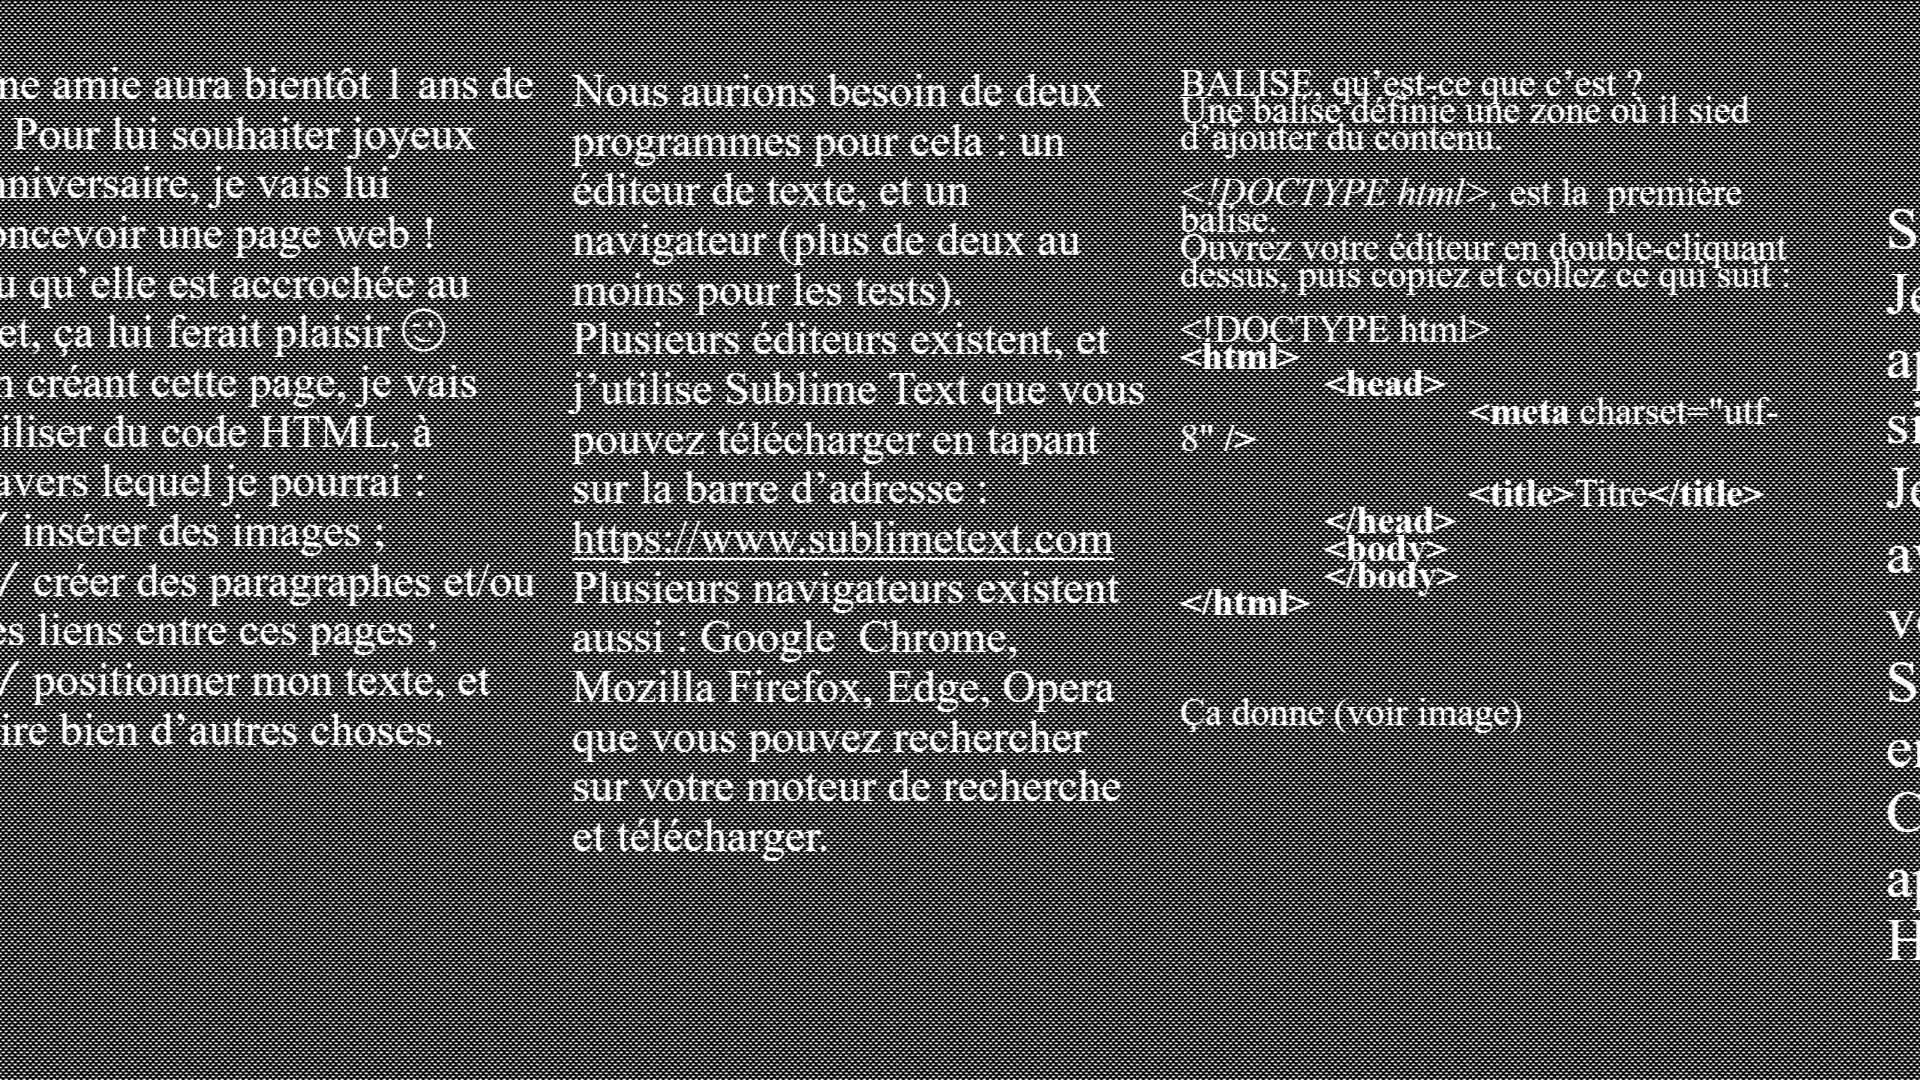 amie aura bientôt 1 ans de
Pour lui souhaiter joyeux
je vais lui
une page web !
qu’elle est accrochée au
ça lui ferait plaisir
créant cette page, je vais
du code HTML, à
lequel je pourrai :
insérer des images ;
créer des paragraphes et/ou
liens entre ces pages ;
positionner mon texte, et
bien d’autres choses.
Nous aurions besoin de deux
programmes pour cela : un
éditeur de texte, et un
navigateur (plus de deux au
moins pour les tests).
Plusieurs éditeurs existent, et
j’utilise Sublime Text que vous
pouvez télécharger en tapant
sur la barre d’adresse :
https://www.sublimetext.com
Plusieurs navigateurs existent
aussi : Google Chrome,
Mozilla Firefox, Edge, Opera
que vous pouvez rechercher
sur votre moteur de recherche
et télécharger.
BALISE, qu’est-ce que c’est ?
Une balise définie une zone où il sied
d’ajouter du contenu.
<!DOCTYPE html>, est la première
balise.
Ouvrez votre éditeur en double-cliquant
dessus, puis copiez et collez ce qui suit :
<!DOCTYPE html>
<html>
<head>
<meta charset="utf-
8" />
<title>Titre</title>
</head>
<body>
</body>
</html>
Ça donne (voir image)